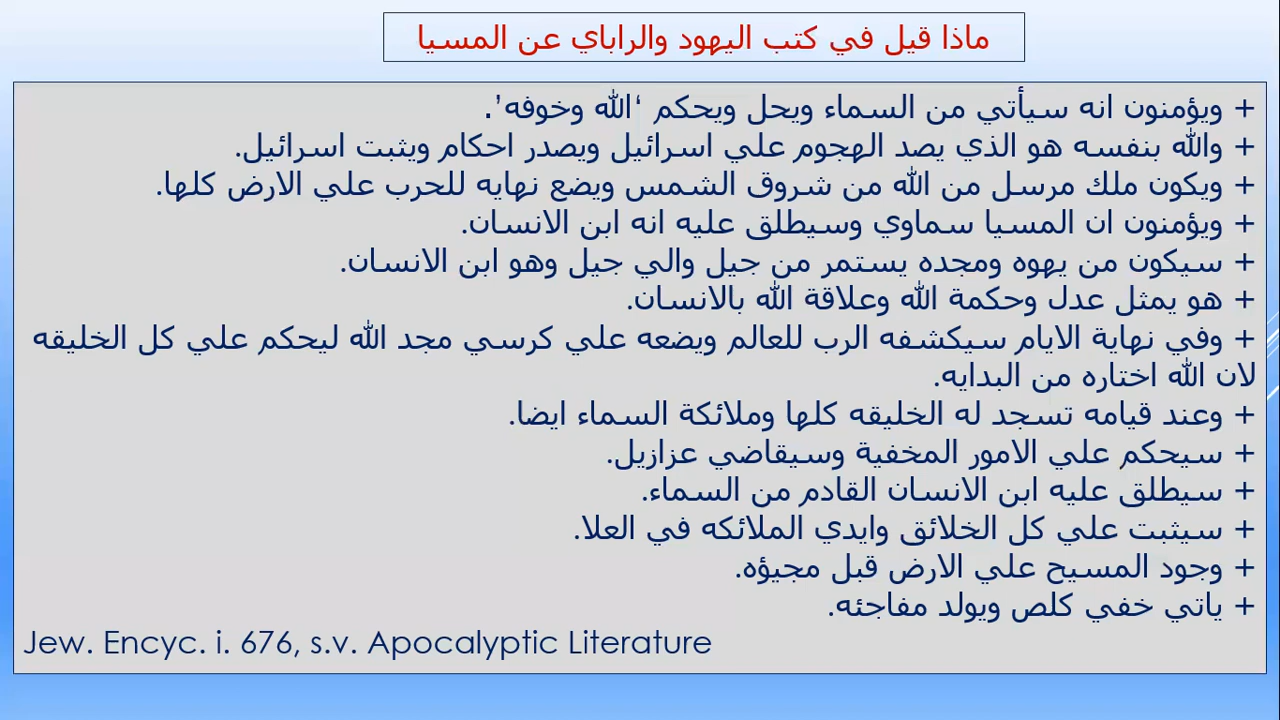 ماذا قيل في كتب اليهود والراباي عن المسيا
+ ويؤمنون انه سيأتي من السماء ويحل ويحكم ‘الله وخوفه’.
+ والله بنفسه هو الذي يصد الهجوم علي اسرائيل ويصدر احكام ويثبت اسرائيل.
+ ويكون ملك مرسل من الله من شروق الشمس ويضع نهايه للحرب علي الارض كلها.
+ ويؤمنون ان المسيا سماوي وسيطلق عليه انه ابن الانسان.
+ سيكون من يهوه ومجده يستمر من جيل والي جيل وهو ابن الانسان.
+ هو يمثل عدل وحكمة الله وعلاقة الله بالانسان.
+ وفي نهاية الايام سيكشفه الرب للعالم ويضعه علي كرسي مجد الله ليحكم علي كل الخليقه
لان الله اختاره من البدايه.
+ وعند قيامه تسجد له الخليقه كلها وملائكة السماء ايضا.
+ سيحكم علي الامور المخفية وسيقاضي عزازيل.
+ سيطلق عليه ابن الانسان القادم من السماء.
+ سيثبت علي كل الخلائق وايدي الملائكه في العلا.
+ وجود المسيح علي الارض قبل مجيؤه.
+ ياتي خفي كلص ويولد مفاجئه.
Jew. Encyc. i. 676, s.v. Apocalyptic Literature